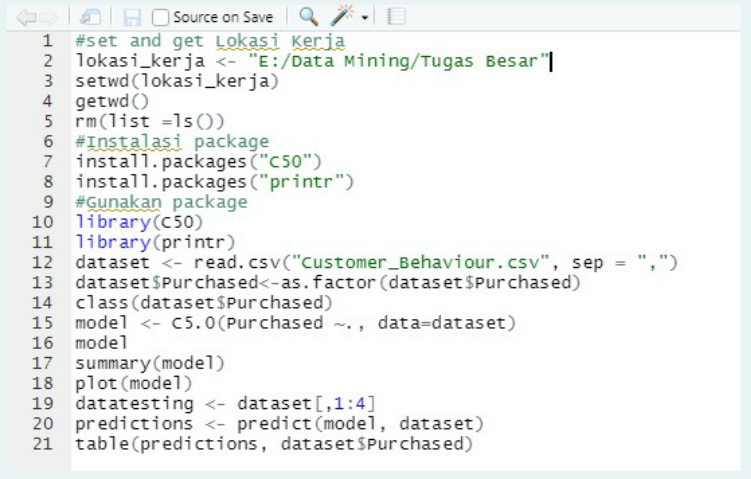 Source on Save
1 #set and get Lokasi Kerja
2 lokasi_kerja <- "E:/Data Mining/Tugas Besar"
3 setwd(lokasi_kerja)
4 getwd()
5 rm(list =ls())
6 #Instalasi package
7 install.packages("C50")
8 install.packages("printr")
9 #Gunakan package
10 library(C50)
11 library(printr)
12 dataset <- read.csv("Customer_Behaviour.csv", sep = ",")
13 dataset$Purchased<-as.factor(dataset$Purchased)
14 class(dataset$Purchased)
15 model <- C5.0(Purchased ~., data=dataset)
16 model
17 summary(model)
18 plot(model)
19 datatesting <- dataset[,1:4]
20 predictions <- predict(model, dataset)
21 table(predictions, dataset$Purchased)